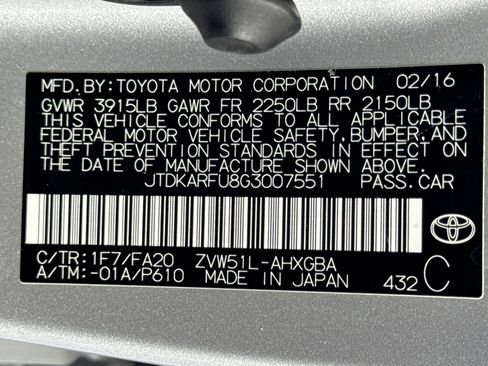 MFD.BY:TOYOTA MOTOR CORPORATION 02/16
GVWR 3915LB GAWR FR 2250LB RR 2150LB
THIS VEHICLE CONFORMS TO ALL APPLICABLE
FEDERAL MOTOR VEHICLE SAFETY,BUMPER,AND
THEFT PREVENTION STANDARDS IN EFFECT ON
THE DATE OF MANUFACTURE SHOWN ABOVE.
JTDKARFU8G3007551 PASS.CAR
C/TR:1F7/FA20 ZVW51L-AHXGBA
A/TM:-01A/P610 MADE IN JAPAN 432 C
TOYOTA